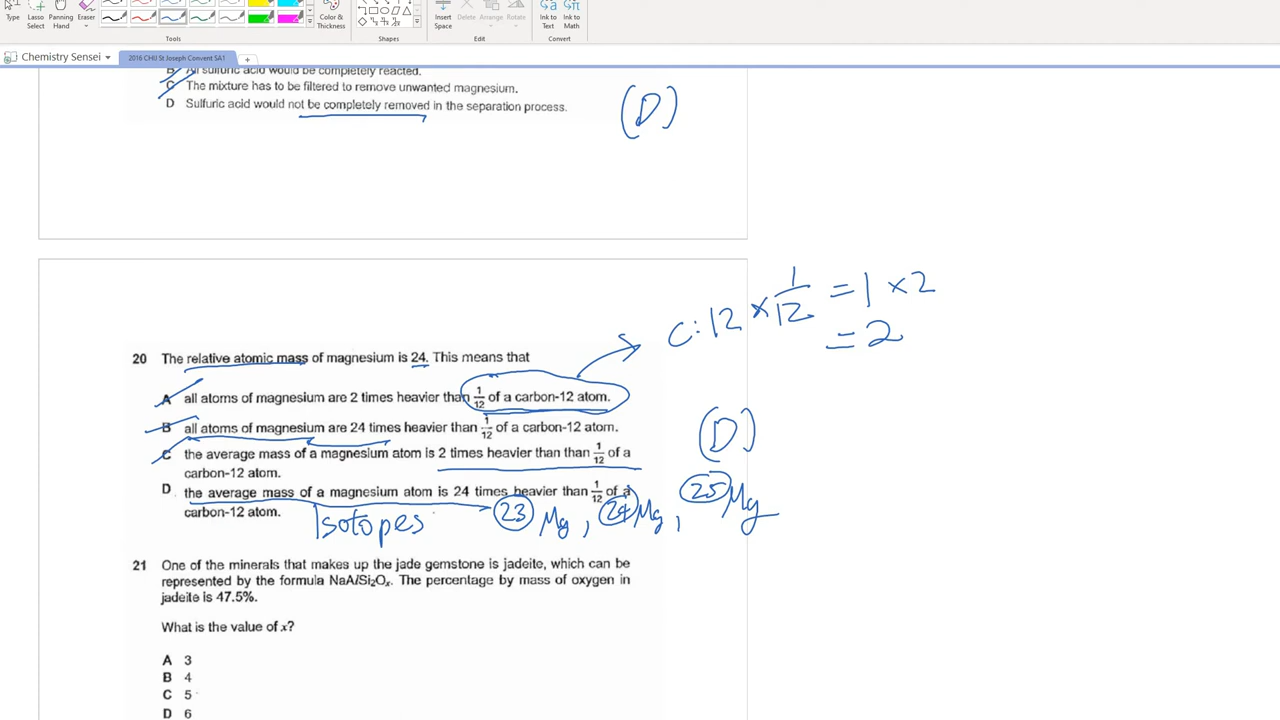 Type
Lasso Select
Panning Hand
Eraser
Color & Thickness
Insert Space
Delete
Arrange
Rotate
Ink to Text
Ink to Math
Tools
Shapes
Edit
Convert
Chemistry Sensei
2016 CHIJ St Joseph Convent SA1
+
B All sulfuric acid would be completely reacted.
C The mixture has to be filtered to remove unwanted magnesium.
D Sulfuric acid would not be completely removed in the separation process.
(D)
C: 12 × 1/12 = 1 × 2
= 2
20 The relative atomic mass of magnesium is 24. This means that
A all atoms of magnesium are 2 times heavier than 1/12 of a carbon-12 atom.
B all atoms of magnesium are 24 times heavier than 1/12 of a carbon-12 atom.
(D)
C the average mass of a magnesium atom is 2 times heavier than than 1/12 of a
carbon-12 atom.
D the average mass of a magnesium atom is 24 times heavier than 1/12 of a
carbon-12 atom.
Isotopes 23 Mg, 24 Mg, 25 Mg
21 One of the minerals that makes up the jade gemstone is jadeite, which can be
represented by the formula NaAlSi₂Oₓ. The percentage by mass of oxygen in
jadeite is 47.5%.
What is the value of x?
A 3
B 4
C 5
D 6